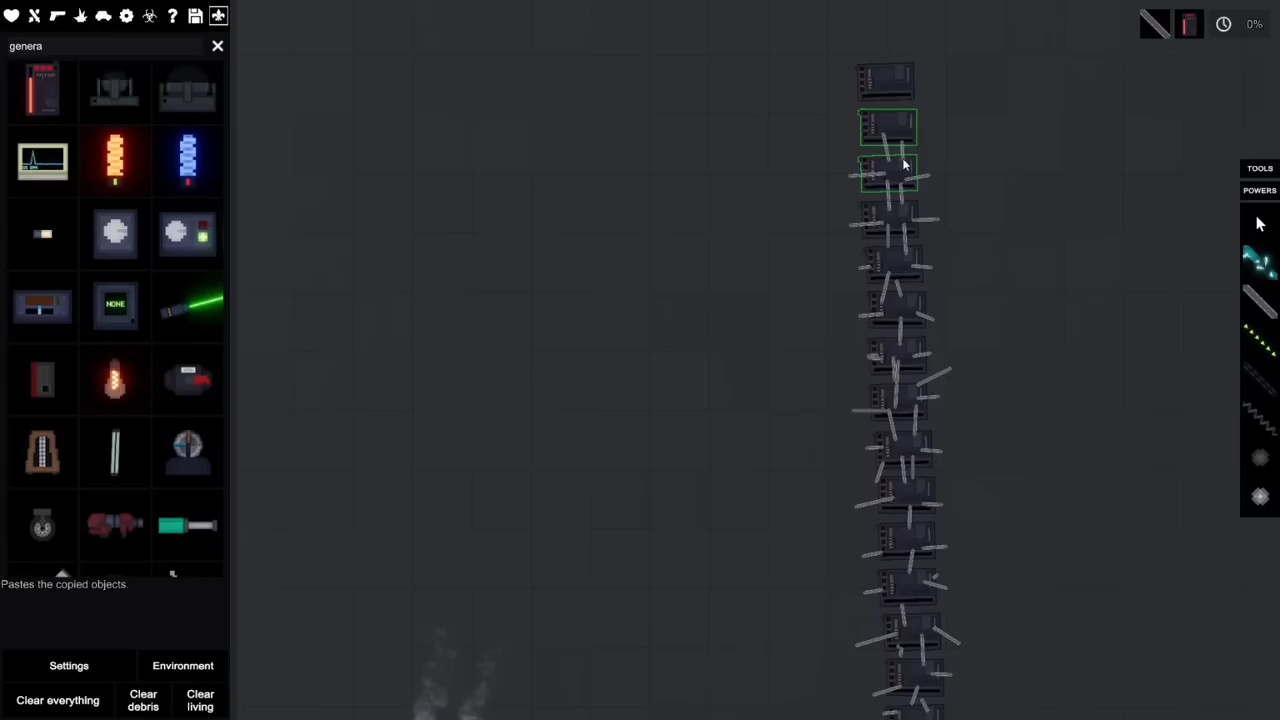 ?
0%
genera
TOOLS
POWERS
NONE
Pastes the copied objects.
Settings
Environment
Clear everything
Clear
debris
Clear
living